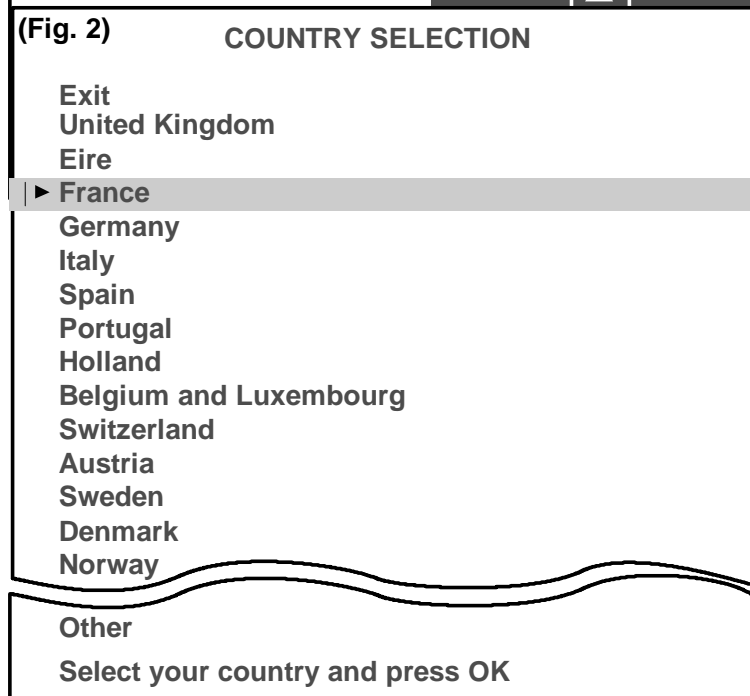 (Fig. 2)
COUNTRY SELECTION
Exit
United Kingdom
Eire
France
Germany
Italy
Spain
Portugal
Holland
Belgium and Luxembourg
Switzerland
Austria
Sweden
Denmark
Norway
Other
Select your country and press OK